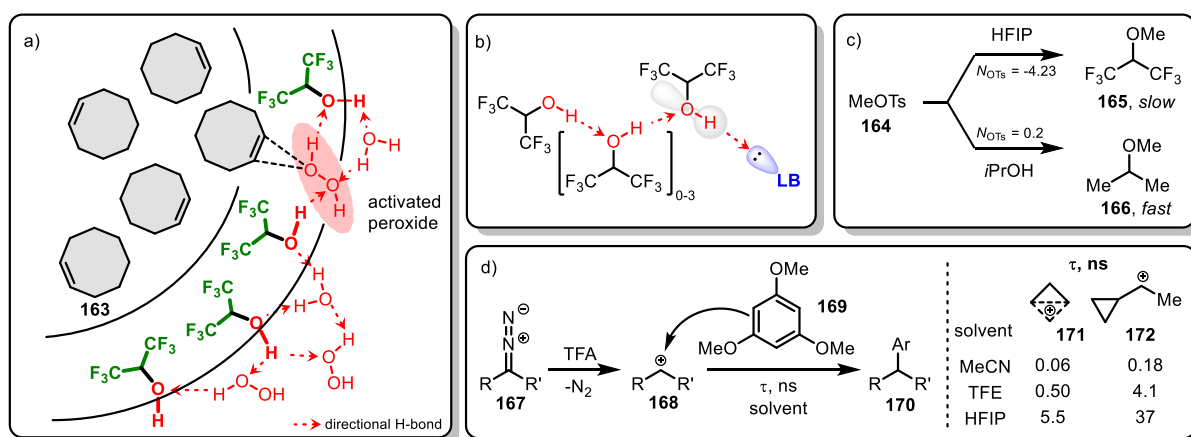 a)
CF₃
F₃C
O
H
O
H
H
H
O
O
H
activated
peroxide
163
F₃C
F₃C
H
O
H
H
O
H
F₃C
F₃C
O
H
H
O
OH
CF₃
F₃C
O
H
H
O
OH
directional H-bond
b)
F₃C
CF₃
O
H
F₃C
O
H
CF₃
O
H
F₃C
CF₃
0-3
LB
c)
HFIP
N_OTs = -4.23
MeOTs
164
N_OTs = 0.2
iPrOH
OMe
F₃C
CF₃
165, slow
OMe
Me
Me
166, fast
d)
N ⊖
N ⊕
R
R'
167
TFA
-N₂
⊕
R
R'
168
OMe
169
MeO
OMe
τ, ns
solvent
Ar
R
R'
170
τ, ns
⊕
⊕
Me
solvent 171 172
MeCN 0.06 0.18
TFE 0.50 4.1
HFIP 5.5 37